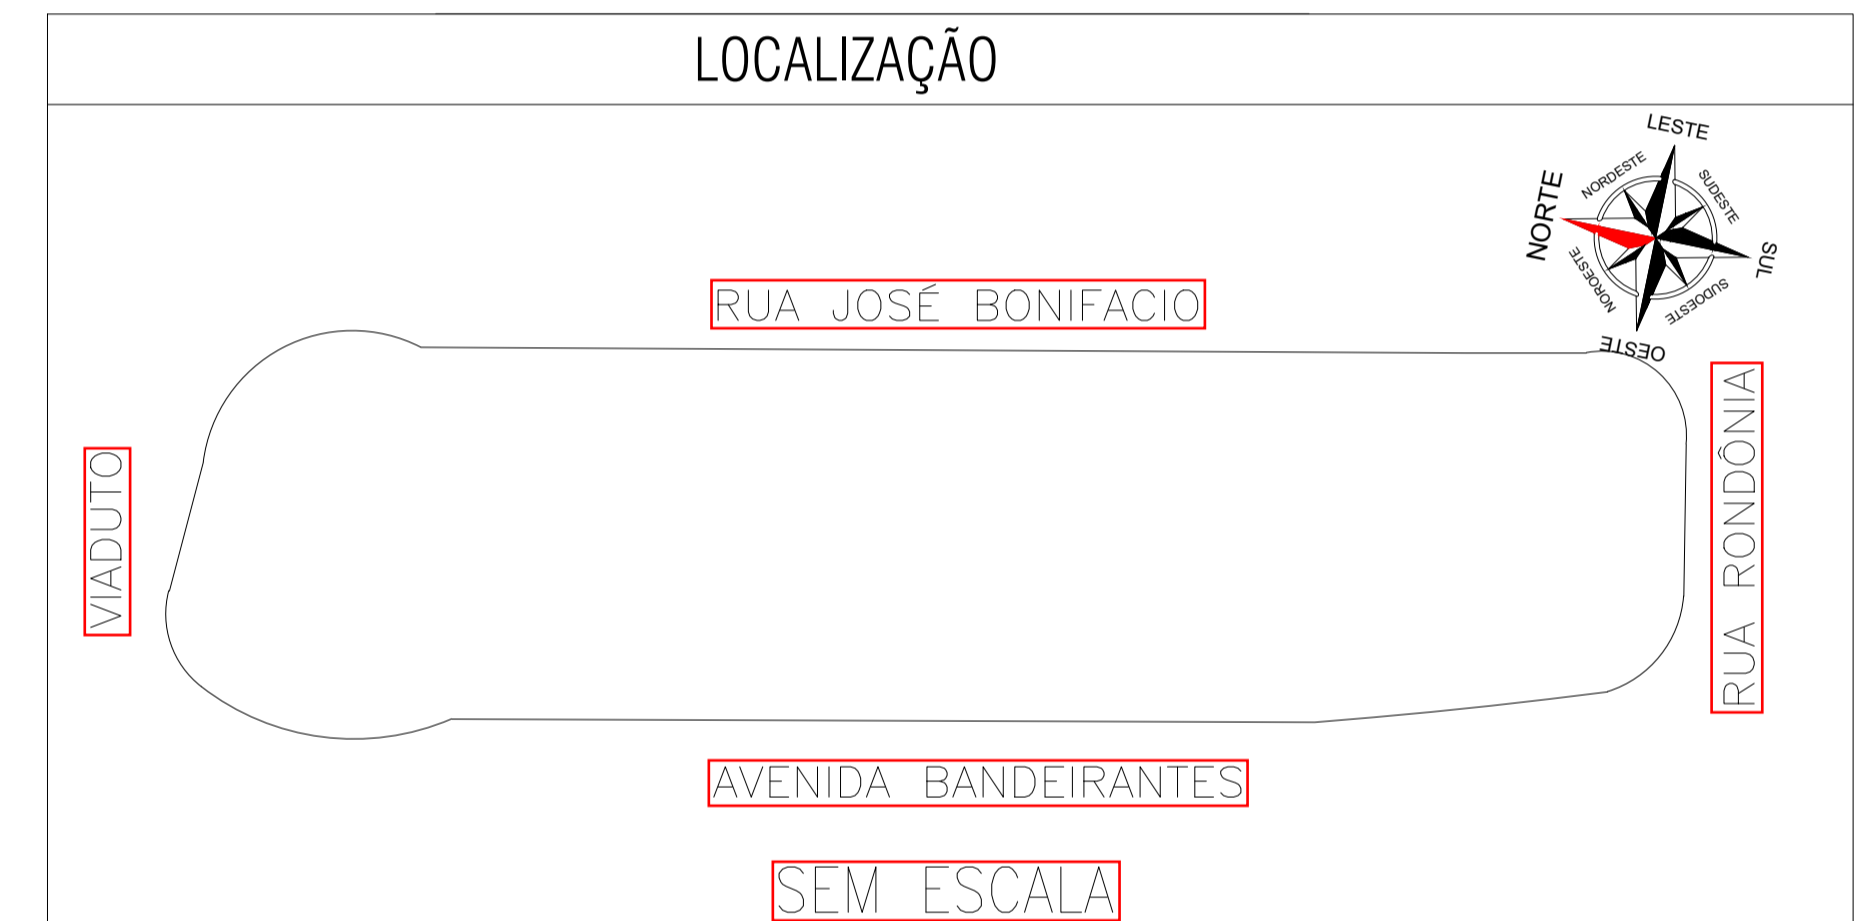 LOCALIZAÇÃO
LESTE
NORDESTE
SUDESTE
NORTE
SUL
NOROESTE
SUDOESTE
OESTE
RUA JOSÉ BONIFACIO
VIADUTO
RUA RONDÔNIA
AVENIDA BANDEIRANTES
SEM ESCALA